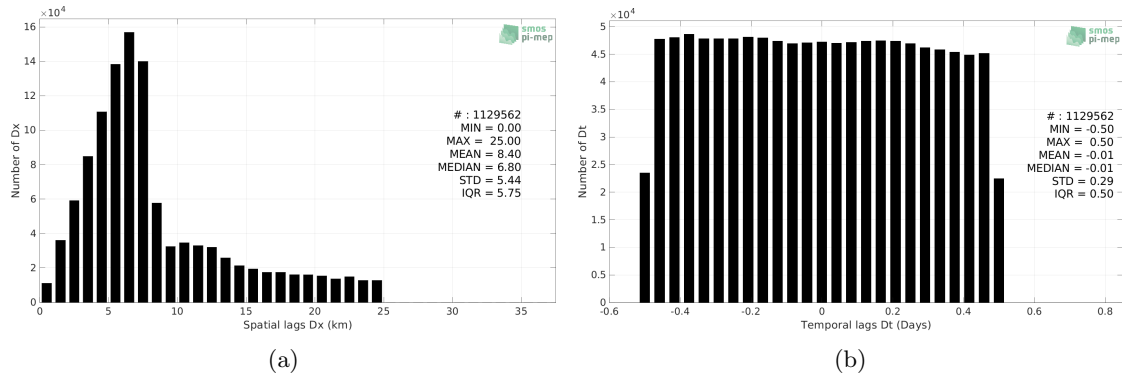 ×10⁴
16
14
12
10
8
6
4
2
0
Number of Dx
0 5 10 15 20 25 30 35
Spatial lags Dx (km)
smos
pi-mep
# : 1129562
MIN = 0.00
MAX = 25.00
MEAN = 8.40
MEDIAN = 6.80
STD = 5.44
IQR = 5.75
(a)
×10⁴
5
4.5
4
3.5
3
2.5
2
1.5
1
0.5
0
Number of Dt
-0.6 -0.4 -0.2 0 0.2 0.4 0.6 0.8
Temporal lags Dt (Days)
smos
pi-mep
# : 1129562
MIN = -0.50
MAX = 0.50
MEAN = -0.01
MEDIAN = -0.01
STD = 0.29
IQR = 0.50
(b)